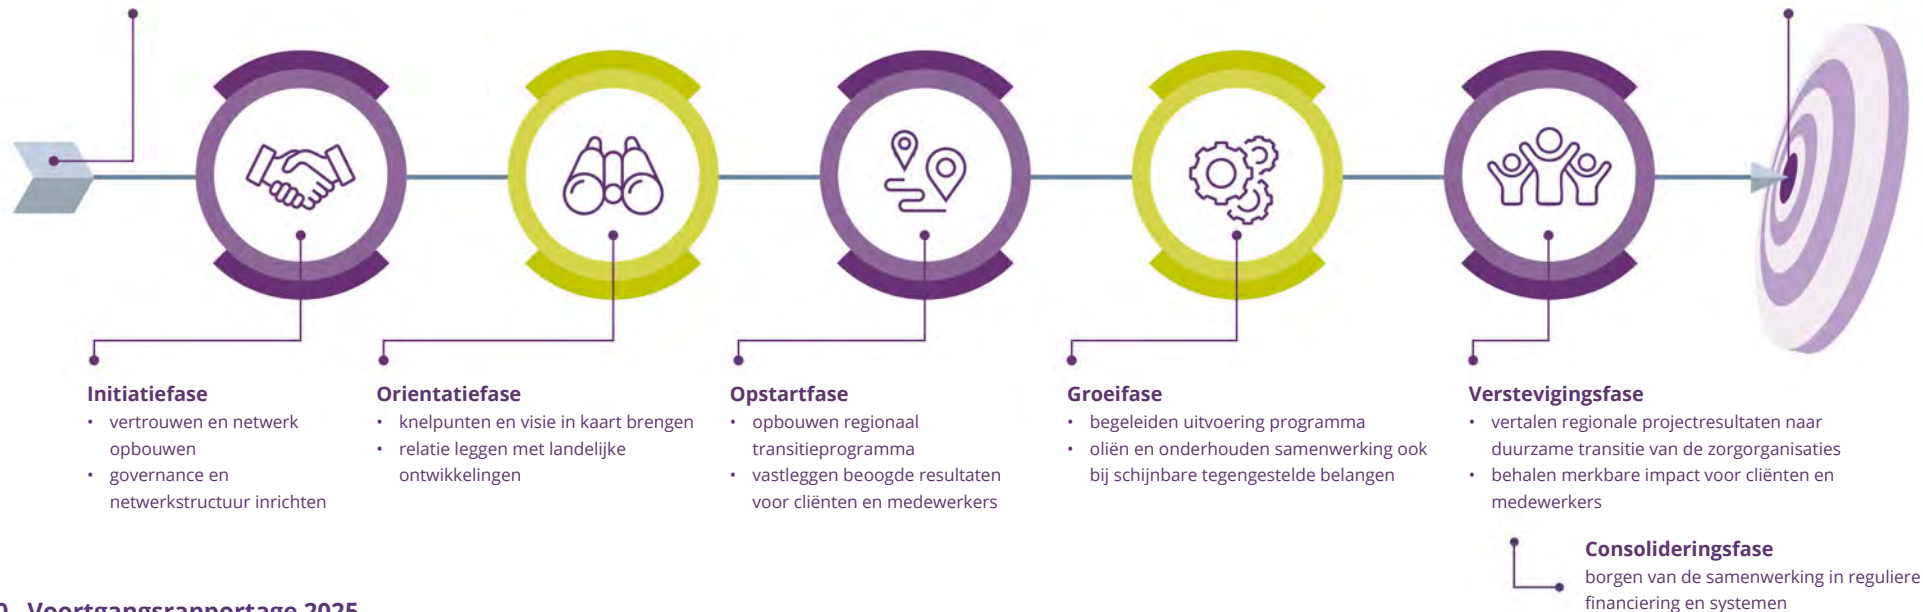 Initiatiefase
• vertrouwen en netwerk
opbouwen
• governance en
netwerkstructuur inrichten
Orientatiefase
• knelpunten en visie in kaart brengen
• relatie leggen met landelijke
ontwikkelingen
Opstartfase
• opbouwen regionaal
transitieprogramma
• vastleggen beoogde resultaten
voor cliënten en medewerkers
Groeifase
• begeleiden uitvoering programma
• oliën en onderhouden samenwerking ook
bij schijnbare tegengestelde belangen
Verstevigingsfase
• vertalen regionale projectresultaten naar
duurzame transitie van de zorgorganisaties
• behalen merkbare impact voor cliënten en
medewerkers
Consolideringsfase
borgen van de samenwerking in reguliere
financiering en systemen
Voortgangsrapportage 2025